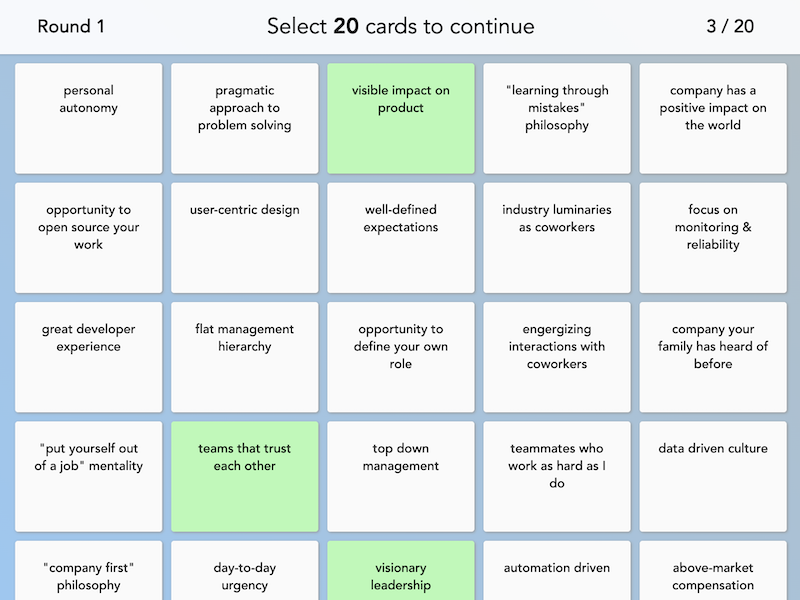 Round 1
Select 20 cards to continue
3 / 20
personal
autonomy
pragmatic
approach to
problem solving
visible impact on
product
"learning through
mistakes"
philosophy
company has a
positive impact on
the world
opportunity to
open source your
work
user-centric design
well-defined
expectations
industry luminaries
as coworkers
focus on
monitoring &
reliability
great developer
experience
flat management
hierarchy
opportunity to
define your own
role
engergizing
interactions with
coworkers
company your
family has heard of
before
"put yourself out
of a job" mentality
teams that trust
each other
top down
management
teammates who
work as hard as I
do
data driven culture
"company first"
philosophy
day-to-day
urgency
visionary
leadership
automation driven
above-market
compensation